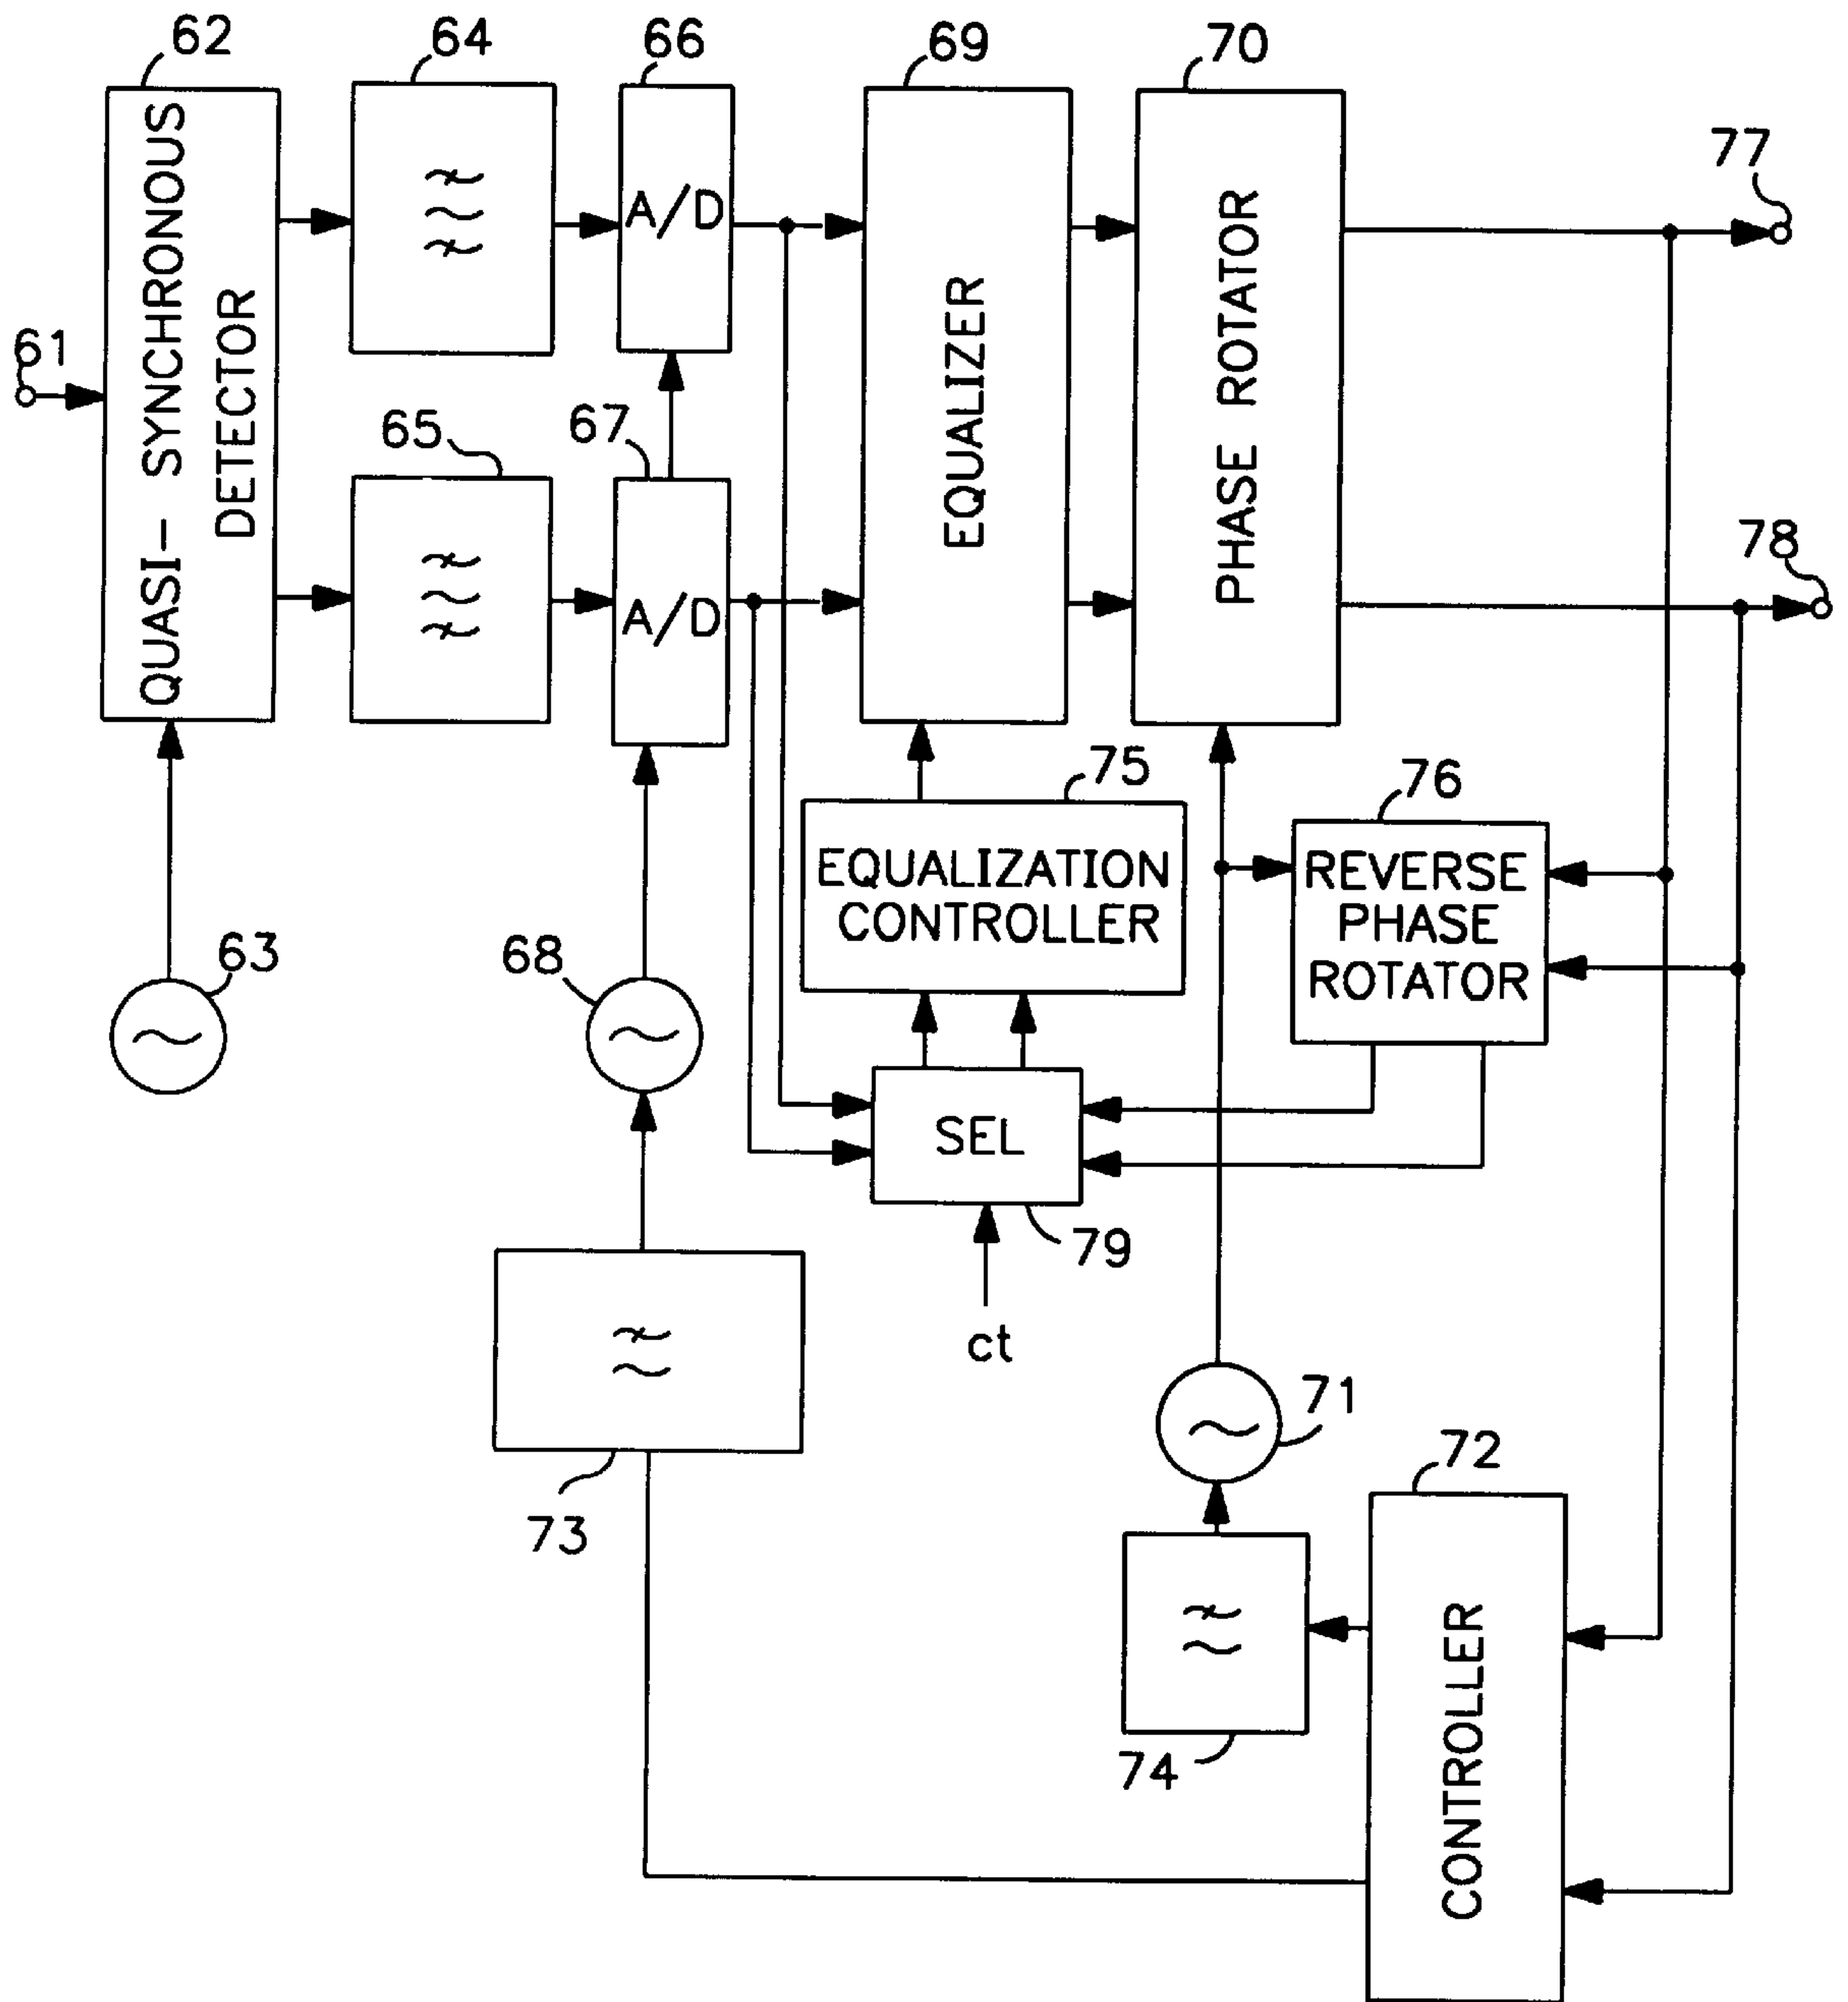 62
64
66
69
70
77
61
QUASI- SYNCHRONOUS
DETECTOR
A/D
EQUALIZER
PHASE ROTATOR
65
67
78
A/D
75
76
EQUALIZATION
CONTROLLER
REVERSE
PHASE
ROTATOR
63
68
SEL
79
ct
71
73
72
74
CONTROLLER